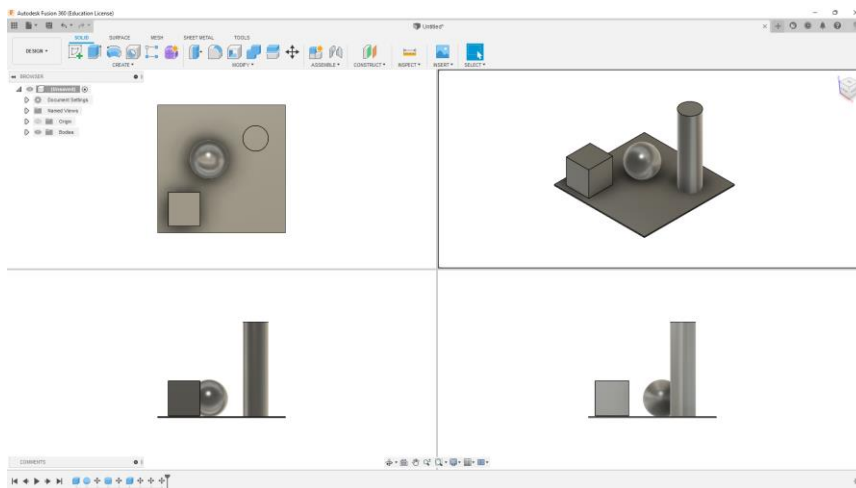 Autodesk Fusion 360 (Education License)
Untitled*
DESIGN
SOLID SURFACE MESH SHEET METAL TOOLS
CREATE MODIFY ASSEMBLE CONSTRUCT INSPECT INSERT SELECT
BROWSER
(Unsaved)
Document Settings
Named Views
Origin
Bodies
COMMENTS